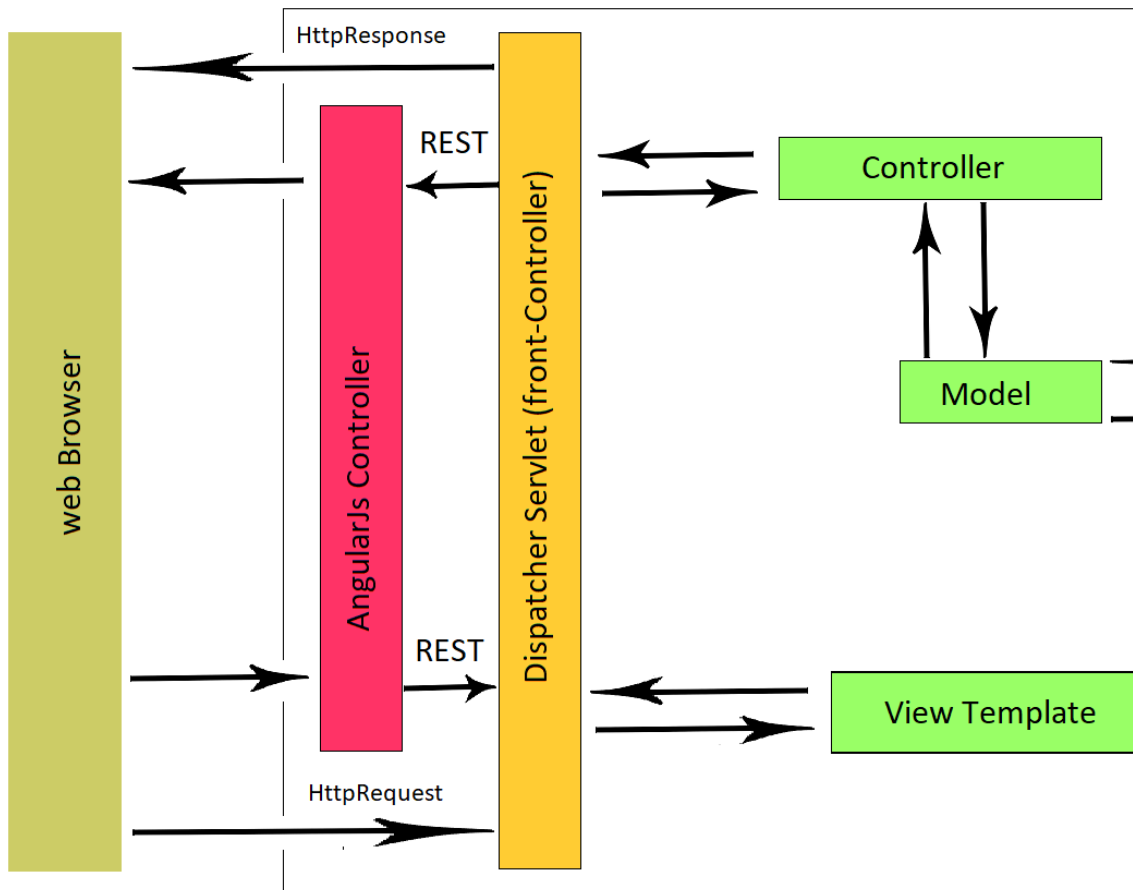 HttpResponse
REST
Controller
web Browser
AngularJs Controller
Dispatcher Servlet (front-Controller)
Model
REST
View Template
HttpRequest